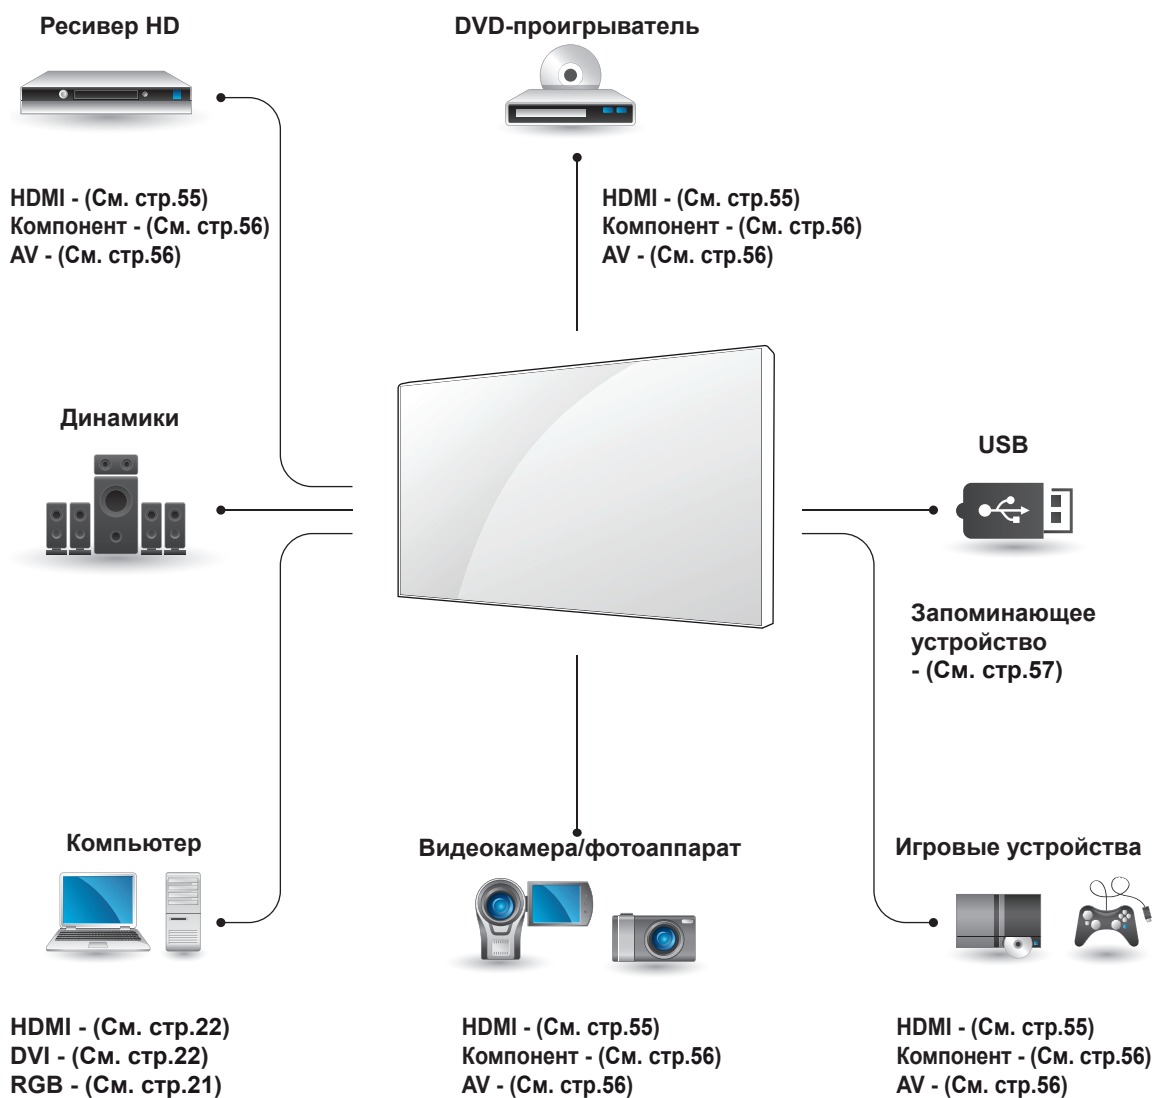 Ресивер HD
HDMI - (См. стр.55)
Компонент - (См. стр.56)
AV - (См. стр.56)
DVD-проигрыватель
HDMI - (См. стр.55)
Компонент - (См. стр.56)
AV - (См. стр.56)
Динамики
USB
Запоминающее
устройство
- (См. стр.57)
Компьютер
HDMI - (См. стр.22)
DVI - (См. стр.22)
RGB - (См. стр.21)
Видеокамера/фотоаппарат
HDMI - (См. стр.55)
Компонент - (См. стр.56)
AV - (См. стр.56)
Игровые устройства
HDMI - (См. стр.55)
Компонент - (См. стр.56)
AV - (См. стр.56)